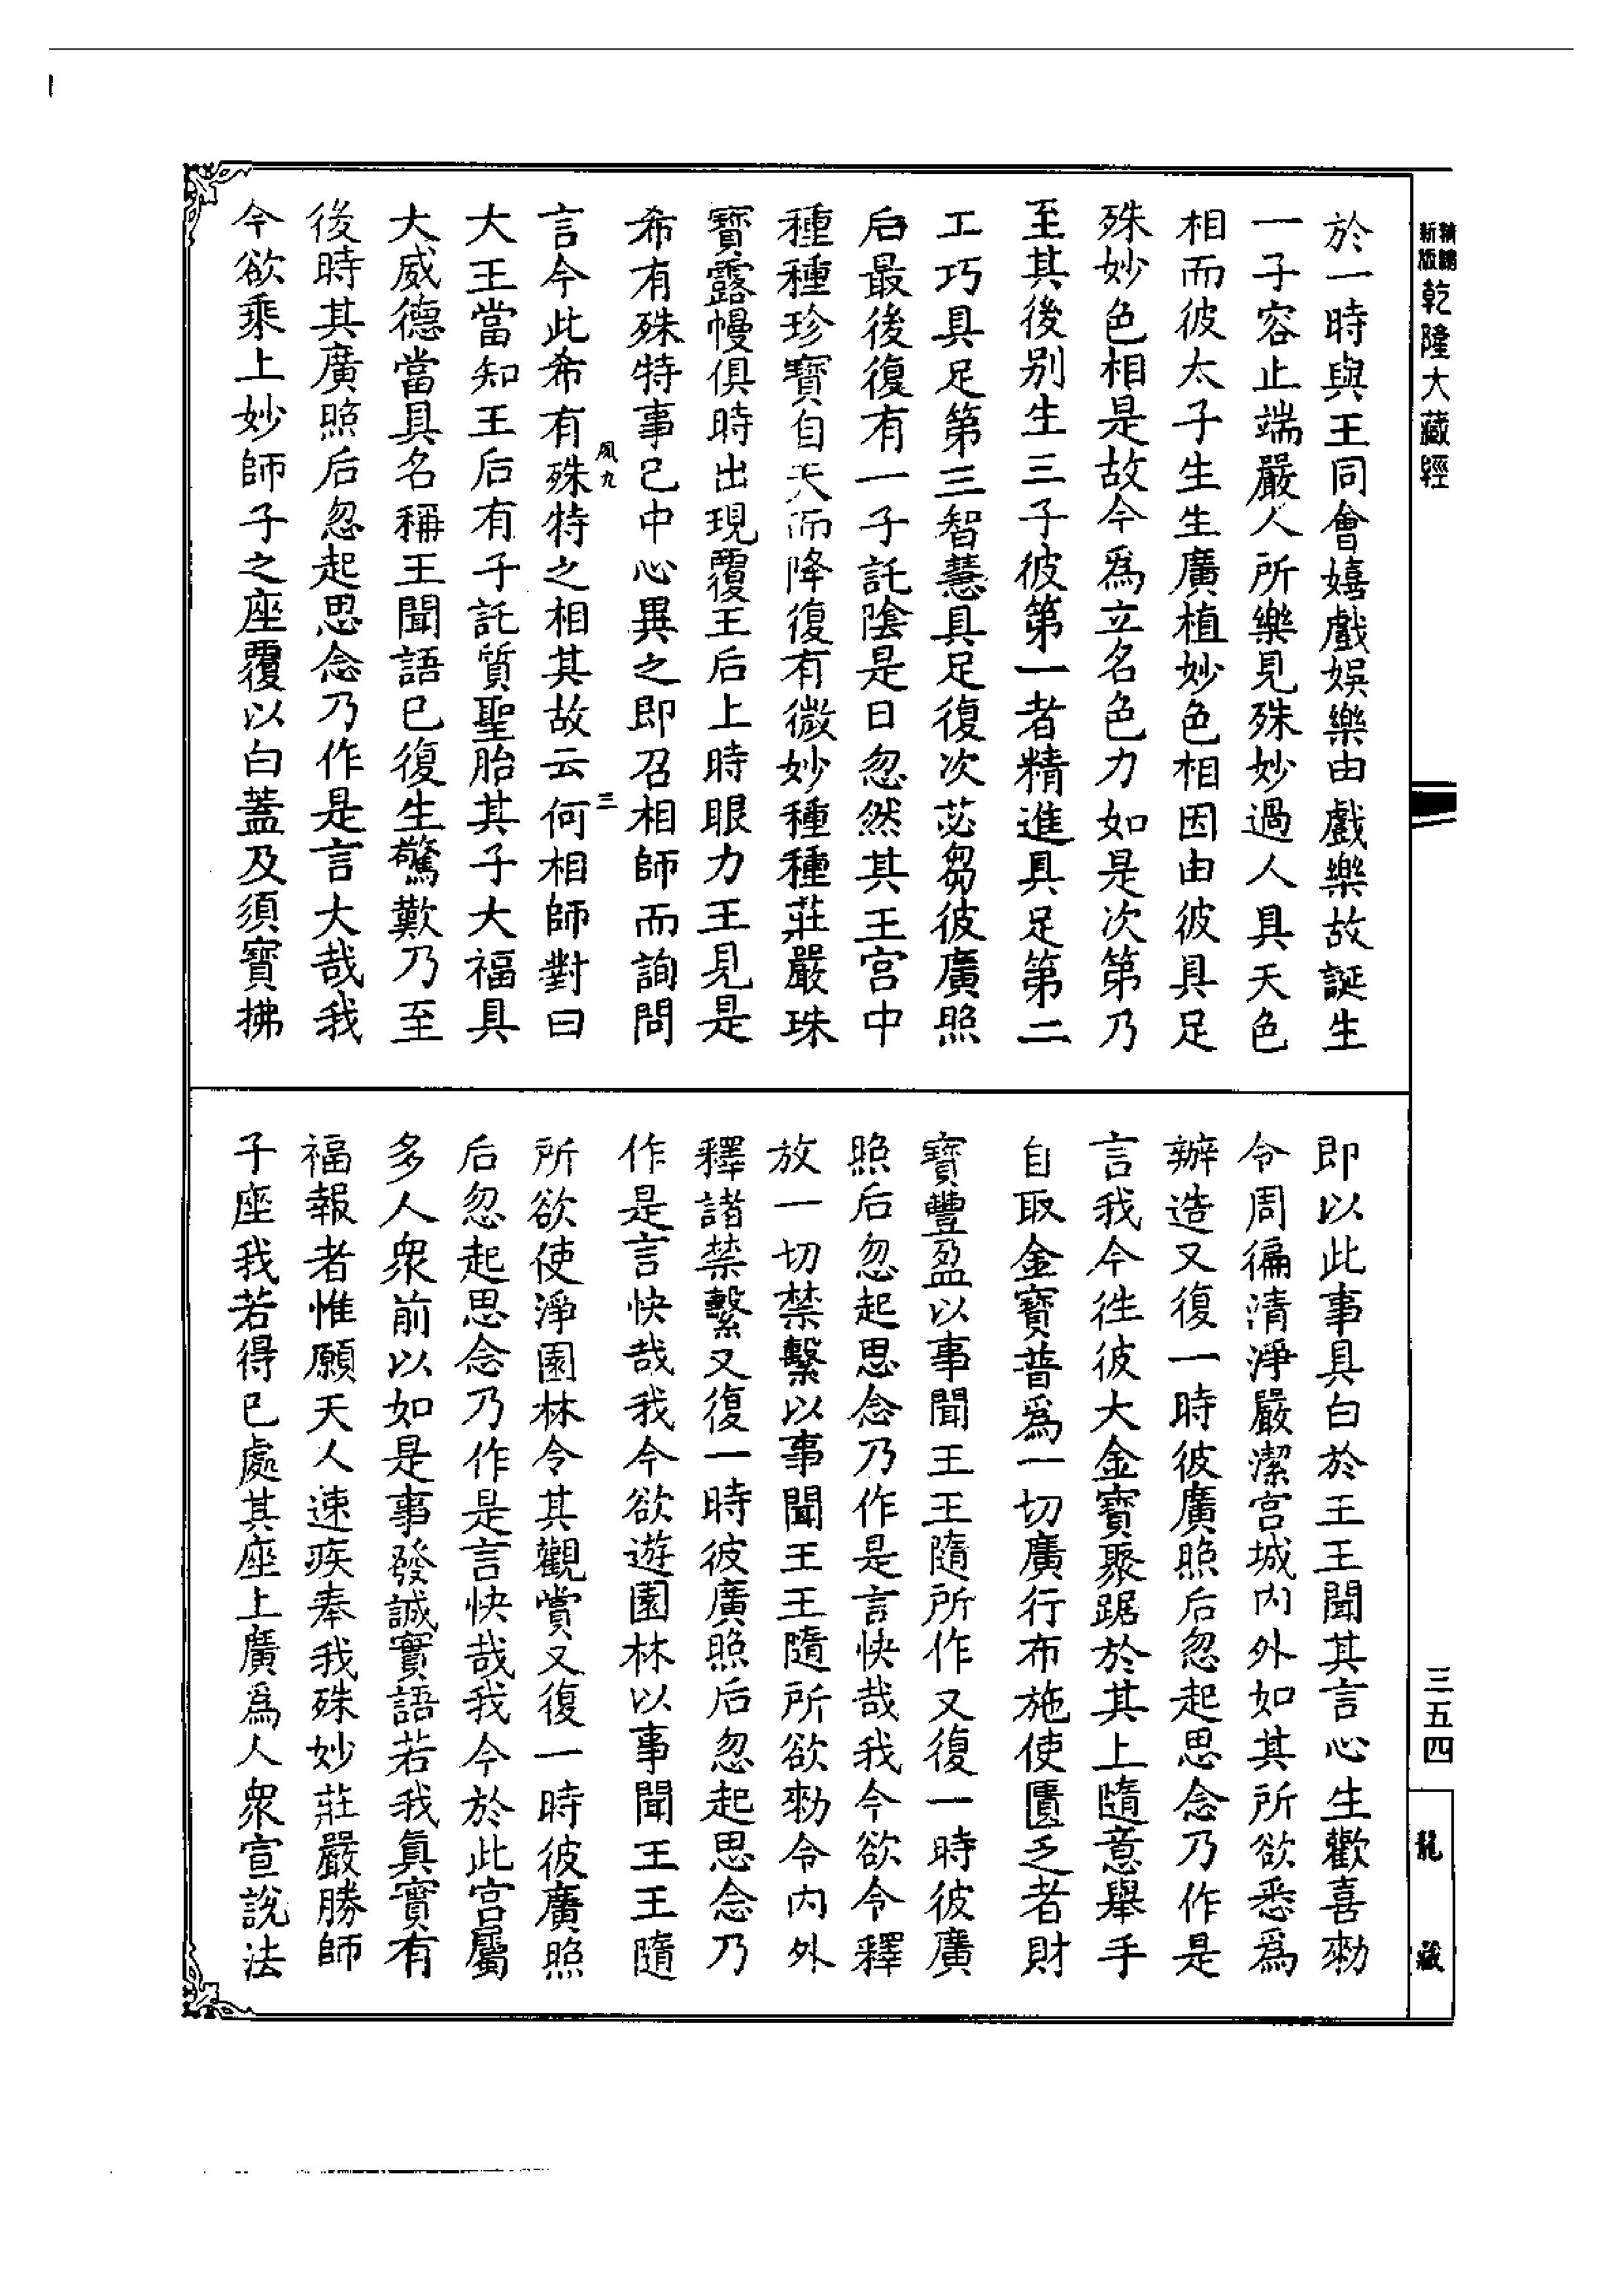 精鐫新版乾隆大藏經
於一時與王同會嬉戲娛樂由戲樂故誕生
一子容止端嚴人所樂見殊妙過人具天色
相而彼太子生生廣植妙色相因由彼具足
殊妙色相是故今爲立名色力如是次第乃
至其後别生三子彼第一者精進具足第二
工巧具足第三智慧具足復次苾芻彼廣照
后最後復有一子託陰是日忽然其王宮中
種種珍寶自天而降復有微妙種種莊嚴珠
寶露幔俱時出現覆王后上時眼力王見是
希有殊特事已中心異之即召相師而詢問
風九
三
言今此希有殊特之相其故云何相師對曰
大王當知王后有子託質聖胎其子大福具
大威德當具名稱王聞語已復生驚歎乃至
後時其廣照后忽起思念乃作是言大哉我
今欲乘上妙師子之座覆以白蓋及須寶拂
即以此事具白於王王聞其言心生歡喜勑
令周徧清淨嚴潔宮城内外如其所欲悉爲
辦造又復一時彼廣照后忽起思念乃作是
言我今往彼大金寶聚踞於其上隨意舉手
自取金寶普爲一切廣行布施使匱乏者財
寶豐盈以事聞王王隨所作又復一時彼廣
照后忽起思念乃作是言快哉我今欲令釋
放一切禁繫以事聞王王隨所欲勑令内外
釋諸禁繫又復一時彼廣照后忽起思念乃
作是言快哉我今欲遊園林以事聞王王隨
所欲使淨園林令其觀賞又復一時彼廣照
后忽起思念乃作是言快哉我今於此宮屬
多人衆前以如是事發誠實語若我真實有
福報者惟願天人速疾奉我殊妙莊嚴勝師
子座我若得已處其座上廣爲人衆宣說法
三五四
龍藏